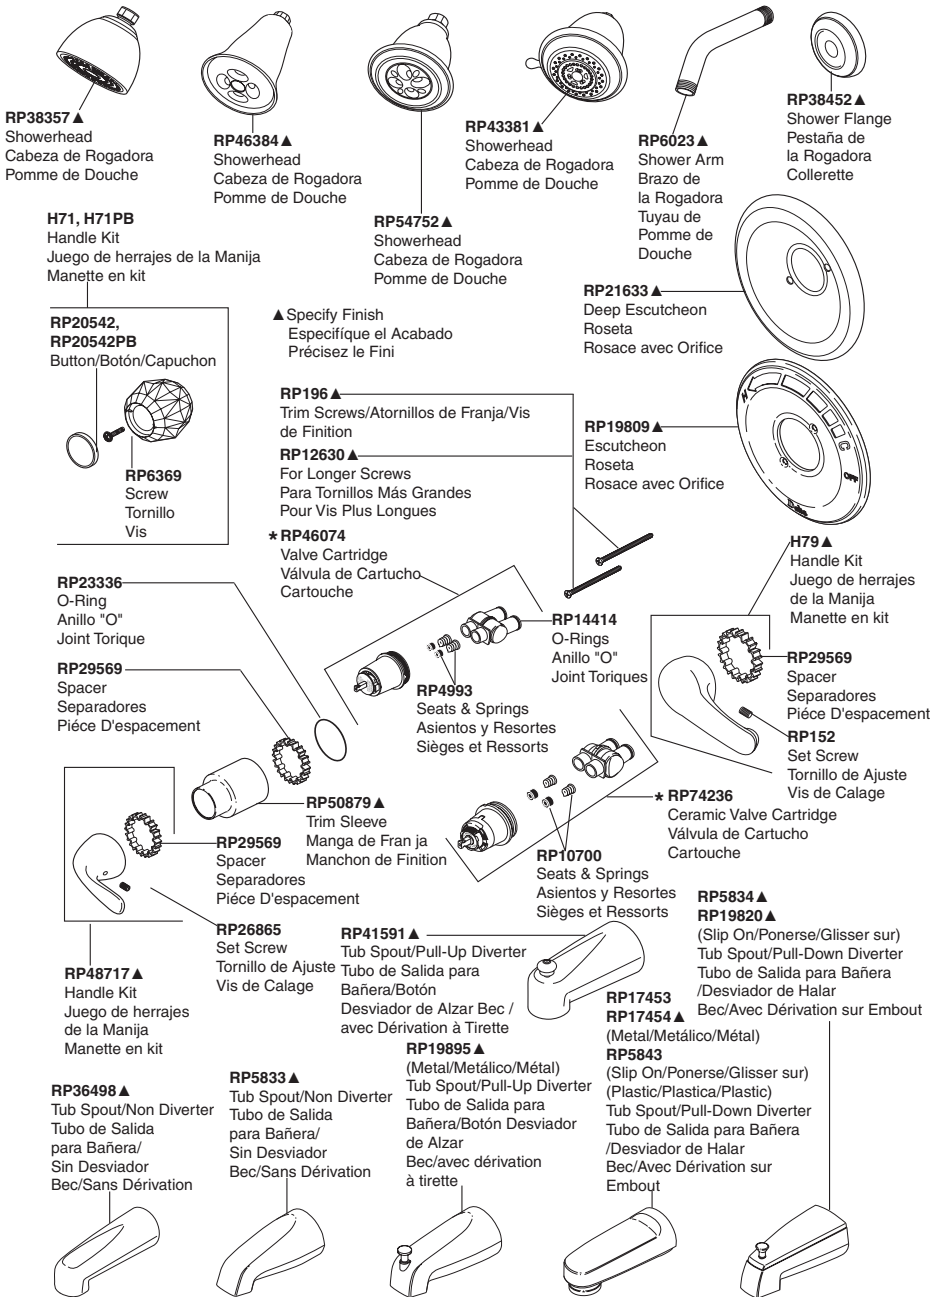 RP38357▲
Showerhead
Cabeza de Rogadora
Pomme de Douche
RP46384▲
Showerhead
Cabeza de Rogadora
Pomme de Douche
RP54752▲
Showerhead
Cabeza de Rogadora
Pomme de Douche
RP43381▲
Showerhead
Cabeza de Rogadora
Pomme de Douche
RP6023▲
Shower Arm
Brazo de
la Rogadora
Tuyau de
Pomme de
Douche
RP38452▲
Shower Flange
Pestaña de
la Rogadora
Collerette
H71, H71PB
Handle Kit
Juego de herrajes de la Manija
Manette en kit
RP20542,
RP20542PB
Button/Botón/Capuchon
RP6369
Screw
Tornillo
Vis
▲Specify Finish
Especifíque el Acabado
Précisez le Fini
RP21633▲
Deep Escutcheon
Roseta
Rosace avec Orifice
RP196▲
Trim Screws/Atornillos de Franja/Vis
de Finition
RP12630▲
For Longer Screws
Para Tornillos Más Grandes
Pour Vis Plus Longues
RP19809▲
Escutcheon
Roseta
Rosace avec Orifice
H
C
OFF
*RP46074
Valve Cartridge
Válvula de Cartucho
Cartouche
H79▲
Handle Kit
Juego de herrajes
de la Manija
Manette en kit
RP23336
O-Ring
Anillo "O"
Joint Torique
RP14414
O-Rings
Anillo "O"
Joint Toriques
RP29569
Spacer
Separadores
Piéce D'espacement
RP4993
Seats & Springs
Asientos y Resortes
Sièges et Ressorts
RP29569
Spacer
Separadores
Piéce D'espacement
RP152
Set Screw
Tornillo de Ajuste
Vis de Calage
RP50879▲
Trim Sleeve
Manga de Fran ja
Manchon de Finition
*RP74236
Ceramic Valve Cartridge
Válvula de Cartucho
Cartouche
RP29569
Spacer
Separadores
Piéce D'espacement
RP10700
Seats & Springs
Asientos y Resortes
Sièges et Ressorts
RP26865
Set Screw
Tornillo de Ajuste
Vis de Calage
RP48717▲
Handle Kit
Juego de herrajes
de la Manija
Manette en kit
RP41591▲
Tub Spout/Pull-Up Diverter
Tubo de Salida para
Bañera/Botón
Desviador de Alzar Bec /
avec Dérivation à Tirette
RP5834▲
RP19820▲
(Slip On/Ponerse/Glisser sur)
Tub Spout/Pull-Down Diverter
Tubo de Salida para Bañera
/Desviador de Halar
Bec/Avec Dérivation sur Embout
RP36498▲
Tub Spout/Non Diverter
Tubo de Salida
para Bañera/
Sin Desviador
Bec/Sans Dérivation
RP5833▲
Tub Spout/Non Diverter
Tubo de Salida
para Bañera/
Sin Desviador
Bec/Sans Dérivation
RP19895▲
(Metal/Metálico/Métal)
Tub Spout/Pull-Up Diverter
Tubo de Salida para
Bañera/Botón Desviador
de Alzar
Bec/avec dérivation
à tirette
RP17453
RP17454▲
(Metal/Metálico/Métal)
RP5843
(Slip On/Ponerse/Glisser sur)
(Plastic/Plastica/Plastic)
Tub Spout/Pull-Down Diverter
Tubo de Salida para Bañera
/Desviador de Halar
Bec/Avec Dérivation sur
Embout